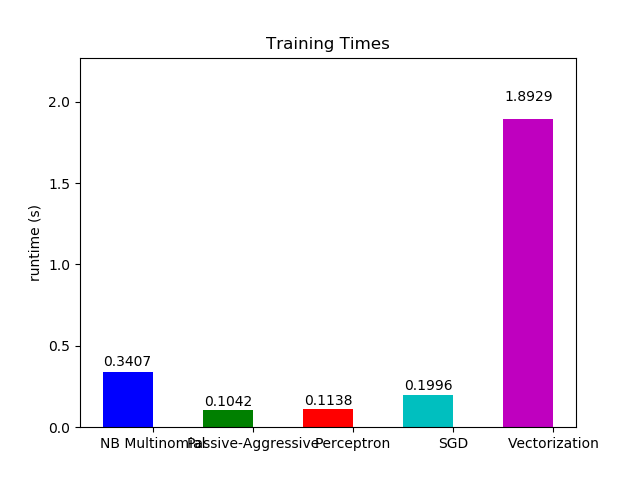 Training Times
runtime (s)
2.0
1.5
1.0
0.5
0.0
0.3407
0.1042
0.1138
0.1996
1.8929
NB Multinomial
Passive-Aggressive
Perceptron
SGD
Vectorization